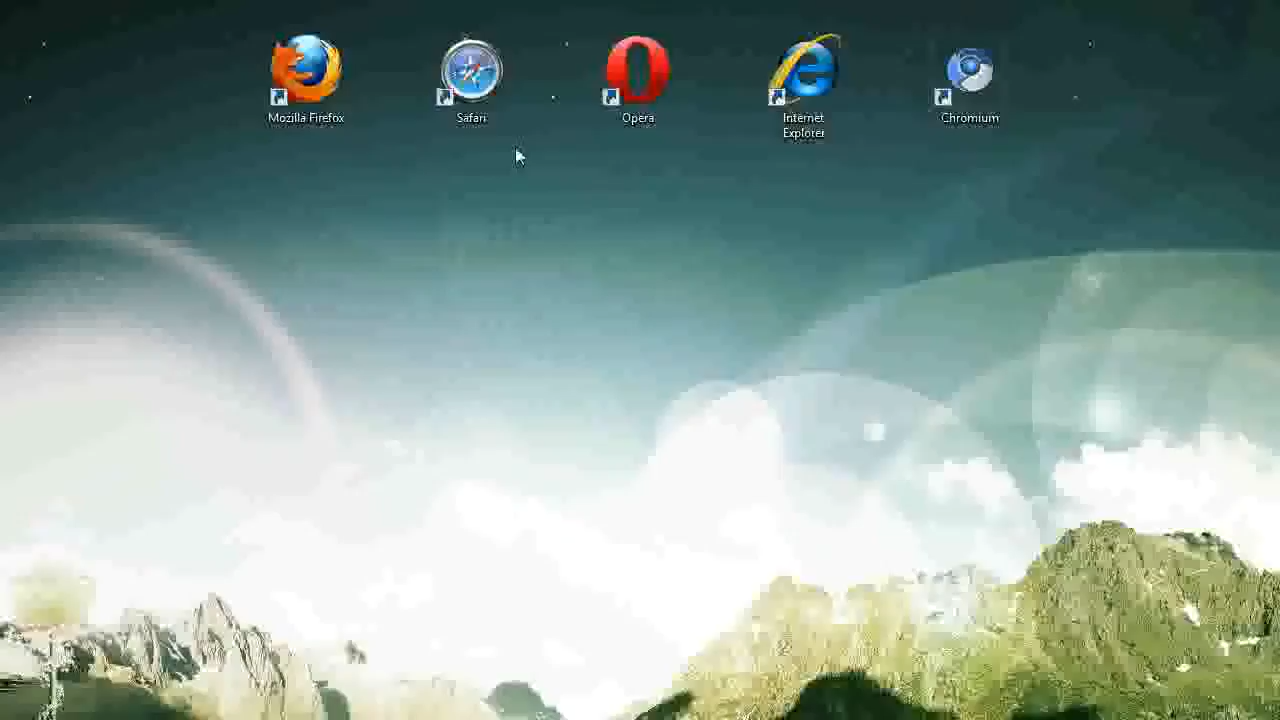 Mozilla Firefox
Safari
Opera
Internet
Explorer
Chromium